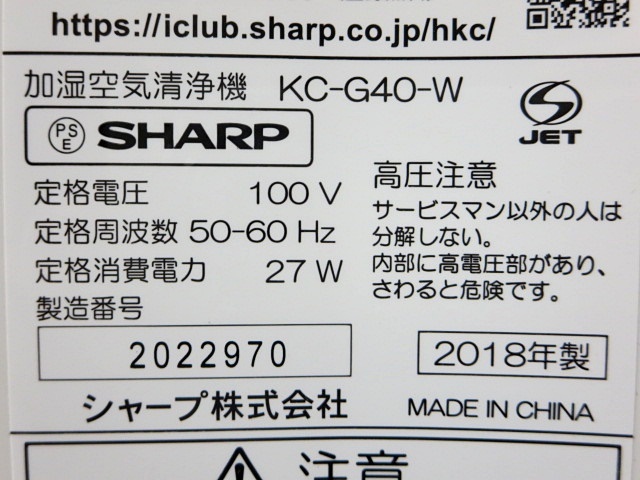 https://iclub.sharp.co.jp/hkc/
加湿空気清浄機 KC-G40-W
PS
E
SHARP
JET
定格電圧 100 V
定格周波数 50-60 Hz
定格消費電力 27 W
製造番号
2022970
高圧注意
サービスマン以外の人は
分解しない。
内部に高電圧部があり、
さわると危険です。
2018年製
シャープ株式会社 MADE IN CHINA
注意